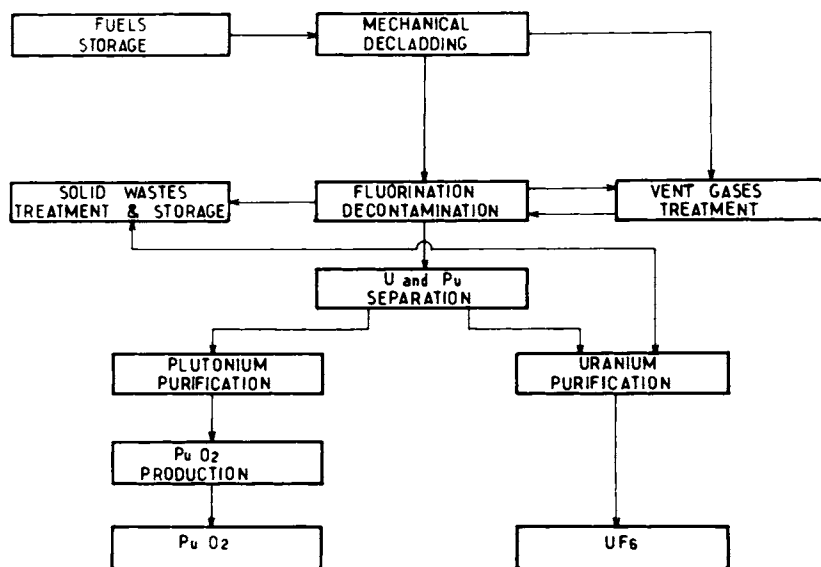 FUELS
STORAGE
MECHANICAL
DECLADDING
SOLID WASTES
TREATMENT & STORAGE
FLUORINATION
DECONTAMINATION
VENT GASES
TREATMENT
U and Pu
SEPARATION
PLUTONIUM
PURIFICATION
URANIUM
PURIFICATION
Pu O2
PRODUCTION
Pu O2
UF6